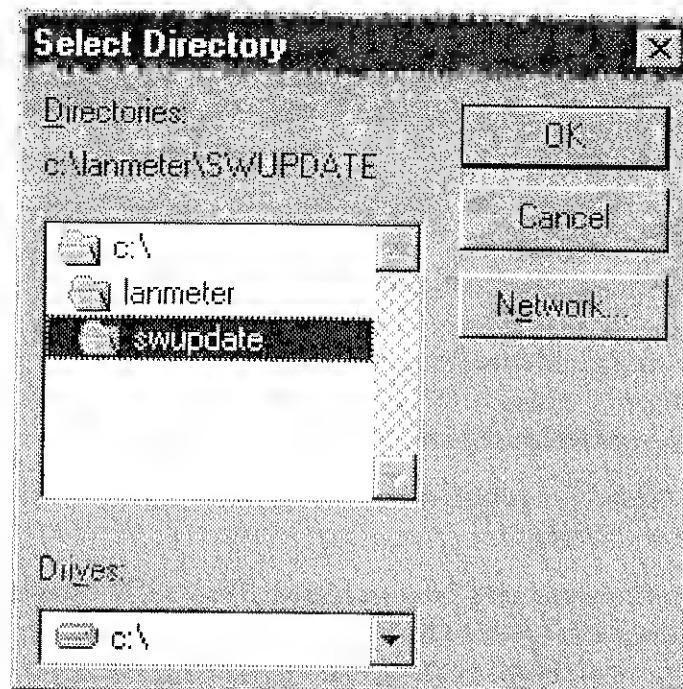 Select Directory
Directories:
c:\lanmeter\SWUPDATE
OK
Cancel
Network...
c:\
lanmeter
swupdate
Drives:
c:\